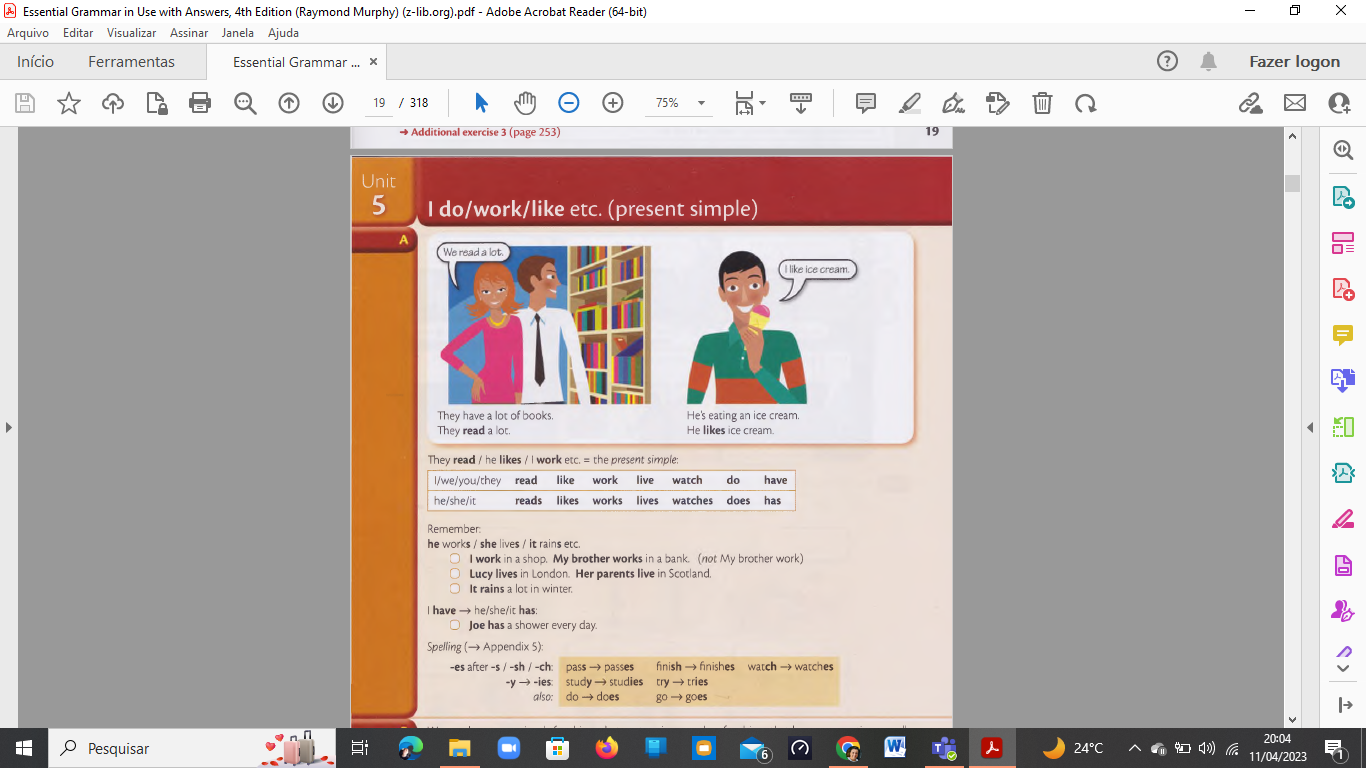 Essential Grammar in Use with Answers, 4th Edition (Raymond Murphy) (z-lib.org).pdf - Adobe Acrobat Reader (64-bit)
Arquivo Editar Visualizar Assinar Janela Ajuda
Início Ferramentas Essential Grammar ... × Fazer logon
19 / 318 75%
→ Additional exercise 3 (page 253) 19
Unit
5
I do/work/like etc. (present simple)
A
We read a lot.
I like ice cream.
They have a lot of books.
They read a lot.
He's eating an ice cream.
He likes ice cream.
They read / he likes / I work etc. = the present simple:
I/we/you/they read like work live watch do have
he/she/it reads likes works lives watches does has
Remember:
he works / she lives / it rains etc.
I work in a shop. My brother works in a bank. (not My brother work)
Lucy lives in London. Her parents live in Scotland.
It rains a lot in winter.
I have → he/she/it has:
Joe has a shower every day.
Spelling (→ Appendix 5):
-es after -s / -sh / -ch: pass → passes finish → finishes watch → watches
-y → -ies: study → studies try → tries
also: do → does go → goes
Pesquisar
6
24°C
20:04
11/04/2023
1